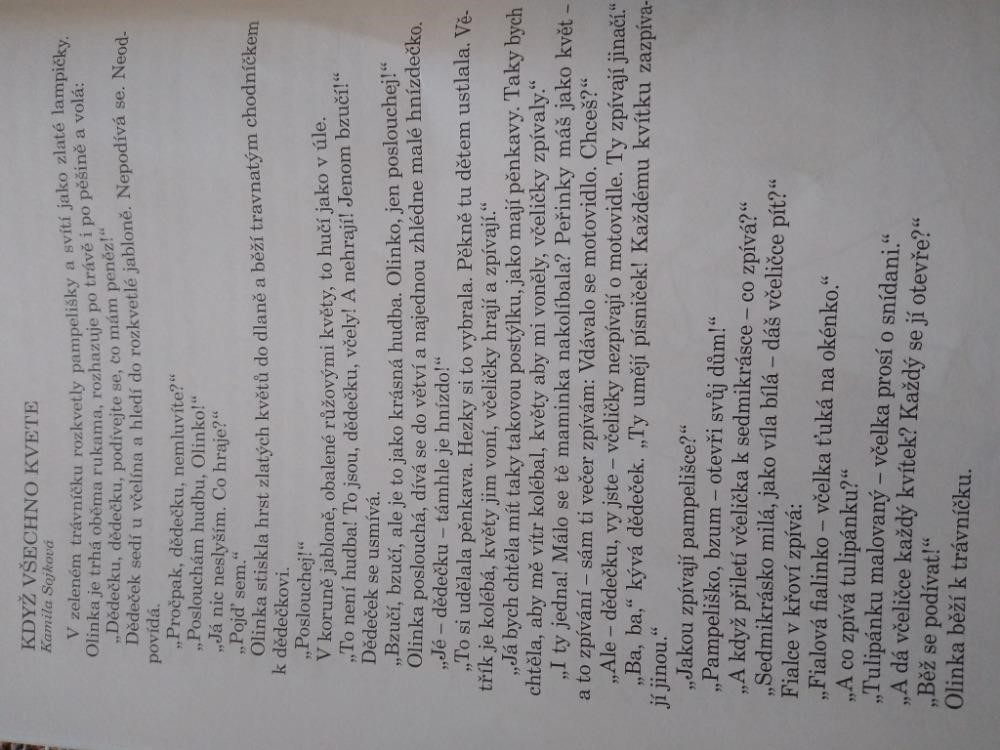 KDYŽ VŠECHNO KVETE
Kamila Sojková
V zeleném trávníčku rozkvetly pampelišky a svítí jako zlaté lampičky.
Olinka je trhá oběma rukama, rozhazuje po trávě i po pěšině a volá:
„Dědečku, dědečku, podívejte se, co mám peněz!“
Dědeček sedí u včelína a hledí do rozkvetlé jabloně. Nepodívá se. Neod-
povídá.
„Pročpak, dědečku, nemluvíte?“
„Poslouchám hudbu, Olinko!“
„Já nic neslyším. Co hraje?“
„Pojď sem.“
Olinka stiskla hrst zlatých květů do dlaně a běží travnatým chodníčkem
k dědečkovi.
„Poslouchej!“
V koruně jabloně, obalené růžovými květy, to hučí jako v úle.
„To není hudba! To jsou, dědečku, včely! A nehrají! Jenom bzučí!“
Dědeček se usmívá.
„Bzučí, bzučí, ale je to jako krásná hudba. Olinko, jen poslouchej!“
Olinka poslouchá, dívá se do větví a najednou zhlédne malé hnízdečko.
„Jé – dědečku – támhle je hnízdo!“
„To si udělala pěnkava. Hezky si to vybrala. Pěkně tu dětem ustlala. Vě-
třík je kolébá, květy jim voní, včeličky hrají a zpívají.“
„Já bych chtěla mít taky takovou postýlku, jako mají pěnkavy. Taky bych
chtěla, aby mě vítr kolébal, květy aby mi voněly, včeličky zpívaly.“
„I ty jedna! Málo se tě maminka nakolíbala? Peřinky máš jako květ –
a to zpívání – sám ti večer zpívám: Vdávalo se motovidlo. Chceš?“
„Ale – dědečku, vy jste – včeličky nezpívají o motovidle. Ty zpívají jinačí.“
„Ba, ba,“ kývá dědeček. „Ty umějí písniček! Každému kvítku zazpíva-
jí jinou.“
„Jakou zpívají pampelišce?“
„Pampeliško, bzum – otevři svůj dům!“
„A když přiletí včelička k sedmikrásce – co zpívá?“
„Sedmikrásko milá, jako víla bílá – dáš včeličce pít?“
Fialce v křoví zpívá:
„Fialová fialinko – včelka ťuká na okénko.“
„A co zpívá tulipánku?“
„Tulipánku malovaný – včelka prosí o snídani.“
„A dá včeličce každý kvítek? Každý se jí otevře?“
„Běž se podívat!“
Olinka běží k trávníčku.